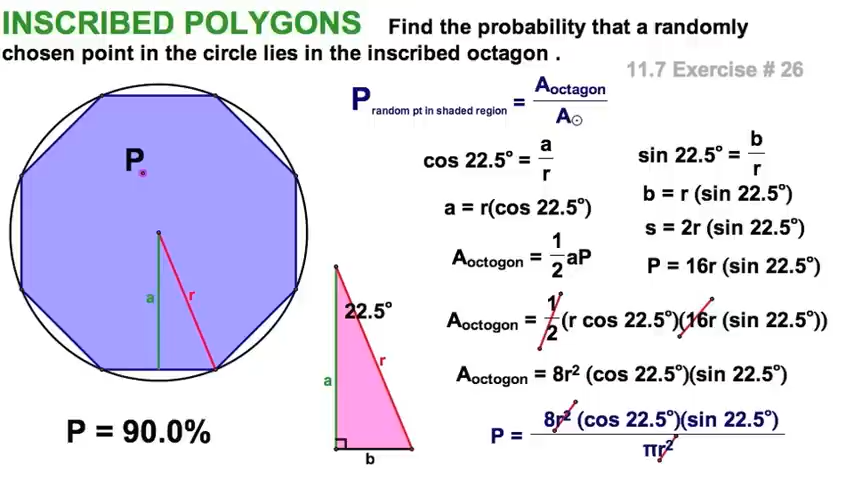 INSCRIBED POLYGONS Find the probability that a randomly
chosen point in the circle lies in the inscribed octagon .
11.7 Exercise # 26
P random pt in shaded region = Aoctagon / A⊙
cos 22.5° = a / r
sin 22.5° = b / r
a = r(cos 22.5°)
b = r (sin 22.5°)
s = 2r (sin 22.5°)
Aoctogon = 1/2 aP
P = 16r (sin 22.5°)
Aoctogon = 1/2 (r cos 22.5°)(16r (sin 22.5°))
Aoctogon = 8r² (cos 22.5°)(sin 22.5°)
P = 8r² (cos 22.5°)(sin 22.5°) / πr²
P
a
r
22.5°
a
r
b
P = 90.0%